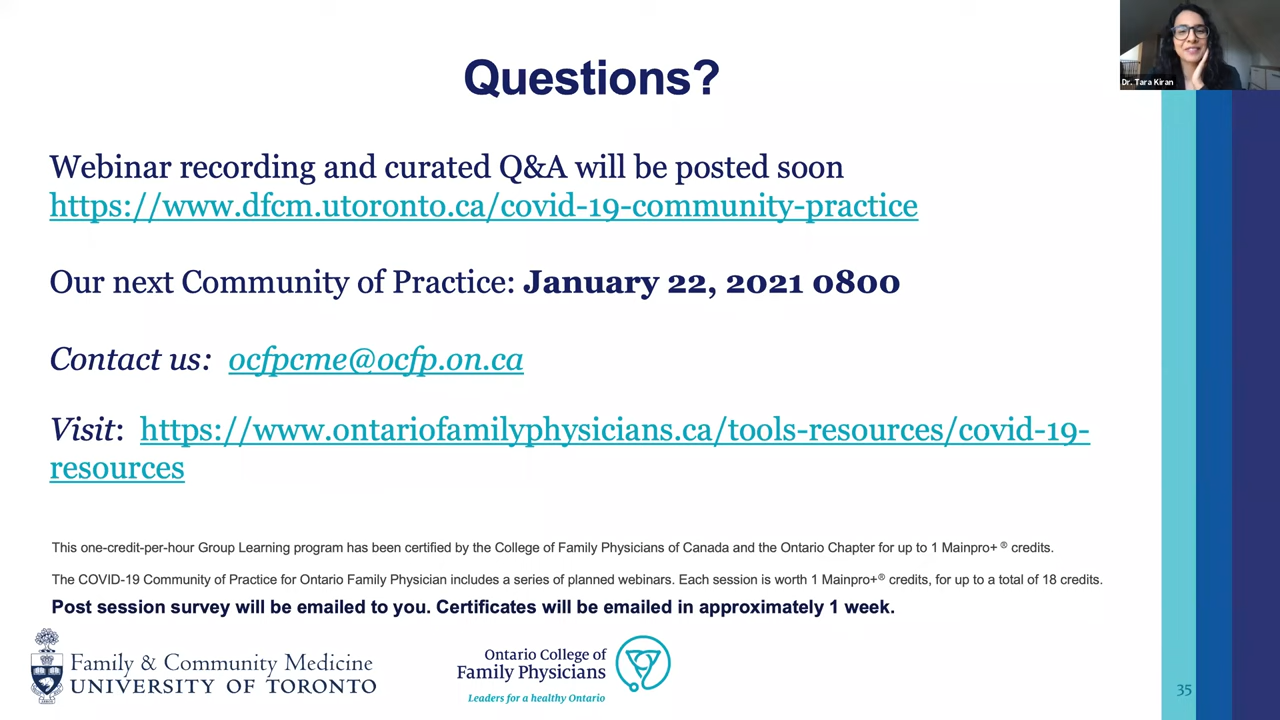 Questions?
Dr. Tara Kiran
Webinar recording and curated Q&A will be posted soon
https://www.dfcm.utoronto.ca/covid-19-community-practice
Our next Community of Practice: January 22, 2021 0800
Contact us: ocfpcme@ocfp.on.ca
Visit: https://www.ontariofamilyphysicians.ca/tools-resources/covid-19-
resources
This one-credit-per-hour Group Learning program has been certified by the College of Family Physicians of Canada and the Ontario Chapter for up to 1 Mainpro+ ® credits.
The COVID-19 Community of Practice for Ontario Family Physician includes a series of planned webinars. Each session is worth 1 Mainpro+® credits, for up to a total of 18 credits.
Post session survey will be emailed to you. Certificates will be emailed in approximately 1 week.
Family & Community Medicine
UNIVERSITY OF TORONTO
Ontario College of
Family Physicians
Leaders for a healthy Ontario
35